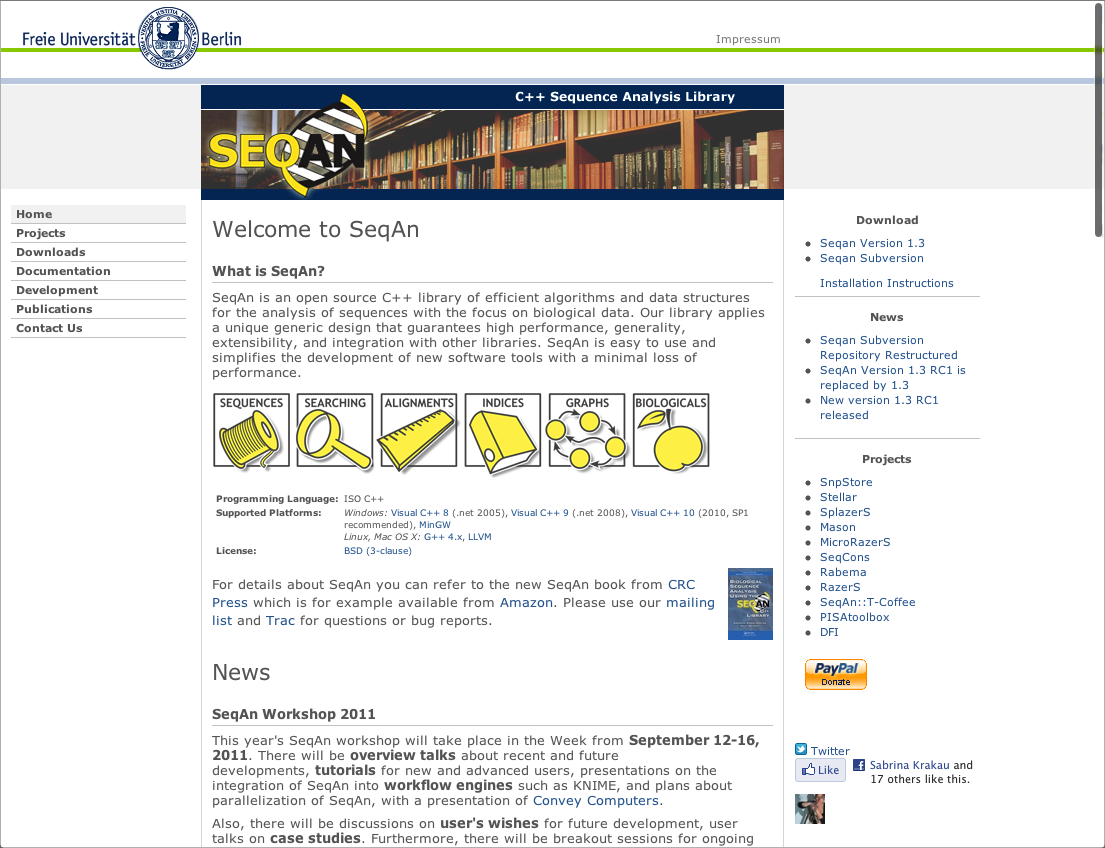 Freie Universität Berlin
Impressum
C++ Sequence Analysis Library
SEQAN
Home
Projects
Downloads
Documentation
Development
Publications
Contact Us
Welcome to SeqAn
What is SeqAn?
SeqAn is an open source C++ library of efficient algorithms and data structures
for the analysis of sequences with the focus on biological data. Our library applies
a unique generic design that guarantees high performance, generality,
extensibility, and integration with other libraries. SeqAn is easy to use and
simplifies the development of new software tools with a minimal loss of
performance.
SEQUENCES SEARCHING ALIGNMENTS INDICES GRAPHS BIOLOGICALS
Programming Language: ISO C++
Supported Platforms: Windows: Visual C++ 8 (.net 2005), Visual C++ 9 (.net 2008), Visual C++ 10 (2010, SP1
recommended), MinGW
Linux, Mac OS X: G++ 4.x, LLVM
License: BSD (3-clause)
For details about SeqAn you can refer to the new SeqAn book from CRC
Press which is for example available from Amazon. Please use our mailing
list and Trac for questions or bug reports.
BIOLOGICAL
SEQUENCE
ANALYSIS
SEQAN
News
SeqAn Workshop 2011
This year's SeqAn workshop will take place in the Week from September 12-16,
2011. There will be overview talks about recent and future
developments, tutorials for new and advanced users, presentations on the
integration of SeqAn into workflow engines such as KNIME, and plans about
parallelization of SeqAn, with a presentation of Convey Computers.
Also, there will be discussions on user's wishes for future development, user
talks on case studies. Furthermore, there will be breakout sessions for ongoing
Download
Seqan Version 1.3
Seqan Subversion
Installation Instructions
News
Seqan Subversion
Repository Restructured
SeqAn Version 1.3 RC1 is
replaced by 1.3
New version 1.3 RC1
released
Projects
SnpStore
Stellar
SplazerS
Mason
MicroRazerS
SeqCons
Rabema
RazerS
SeqAn::T-Coffee
PISAtoolbox
DFI
PayPal
Donate
Twitter
Like
Sabrina Krakau and
17 others like this.